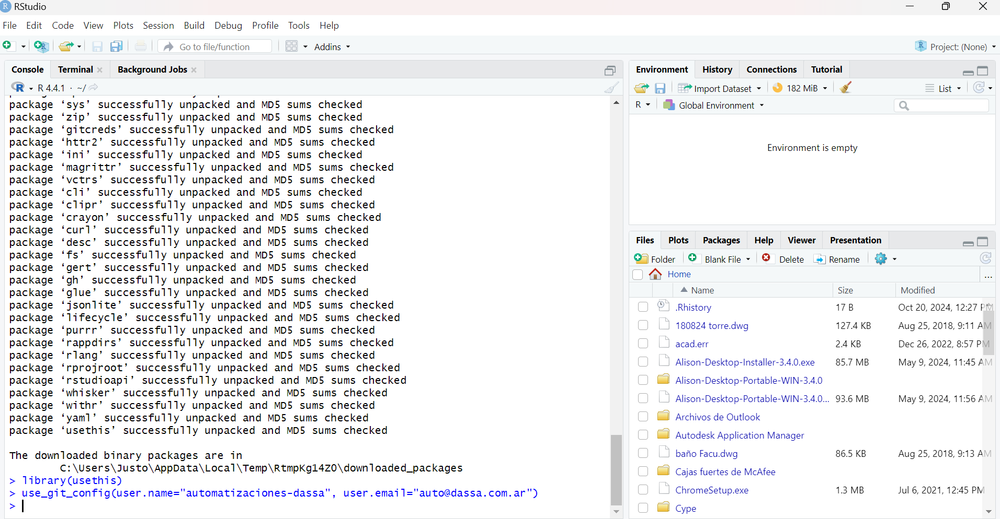 RStudio
File Edit Code View Plots Session Build Debug Profile Tools Help
Go to file/function Addins Project: (None)
Console Terminal Background Jobs
R 4.4.1 · ~/
package ‘sys’ successfully unpacked and MD5 sums checked
package ‘zip’ successfully unpacked and MD5 sums checked
package ‘gitcreds’ successfully unpacked and MD5 sums checked
package ‘httr2’ successfully unpacked and MD5 sums checked
package ‘ini’ successfully unpacked and MD5 sums checked
package ‘magrittr’ successfully unpacked and MD5 sums checked
package ‘vctrs’ successfully unpacked and MD5 sums checked
package ‘cli’ successfully unpacked and MD5 sums checked
package ‘clipr’ successfully unpacked and MD5 sums checked
package ‘crayon’ successfully unpacked and MD5 sums checked
package ‘curl’ successfully unpacked and MD5 sums checked
package ‘desc’ successfully unpacked and MD5 sums checked
package ‘fs’ successfully unpacked and MD5 sums checked
package ‘gert’ successfully unpacked and MD5 sums checked
package ‘gh’ successfully unpacked and MD5 sums checked
package ‘glue’ successfully unpacked and MD5 sums checked
package ‘jsonlite’ successfully unpacked and MD5 sums checked
package ‘lifecycle’ successfully unpacked and MD5 sums checked
package ‘purrr’ successfully unpacked and MD5 sums checked
package ‘rappdirs’ successfully unpacked and MD5 sums checked
package ‘rlang’ successfully unpacked and MD5 sums checked
package ‘rprojroot’ successfully unpacked and MD5 sums checked
package ‘rstudioapi’ successfully unpacked and MD5 sums checked
package ‘whisker’ successfully unpacked and MD5 sums checked
package ‘withr’ successfully unpacked and MD5 sums checked
package ‘yaml’ successfully unpacked and MD5 sums checked
package ‘usethis’ successfully unpacked and MD5 sums checked
The downloaded binary packages are in
C:\Users\Justo\AppData\Local\Temp\RtmpKg14Z0\downloaded_packages
> library(usethis)
> use_git_config(user.name="automatizaciones-dassa", user.email="auto@dassa.com.ar")
>
Environment History Connections Tutorial
Import Dataset 182 MiB List
R Global Environment
Environment is empty
Files Plots Packages Help Viewer Presentation
Folder Blank File Delete Rename
Home ...
Name Size Modified
.Rhistory 17 B Oct 20, 2024, 12:27 PM
180824 torre.dwg 127.4 KB Aug 25, 2018, 9:11 AM
acad.err 2.4 KB Dec 26, 2022, 8:57 PM
Alison-Desktop-Installer-3.4.0.exe 85.7 MB May 9, 2024, 11:45 AM
Alison-Desktop-Portable-WIN-3.4.0
Alison-Desktop-Portable-WIN-3.4.0... 93.6 MB May 9, 2024, 11:56 AM
Archivos de Outlook
Autodesk Application Manager
baño Facu.dwg 86.5 KB Aug 25, 2018, 9:13 AM
Cajas fuertes de McAfee
ChromeSetup.exe 1.3 MB Jul 6, 2021, 12:45 PM
Cype